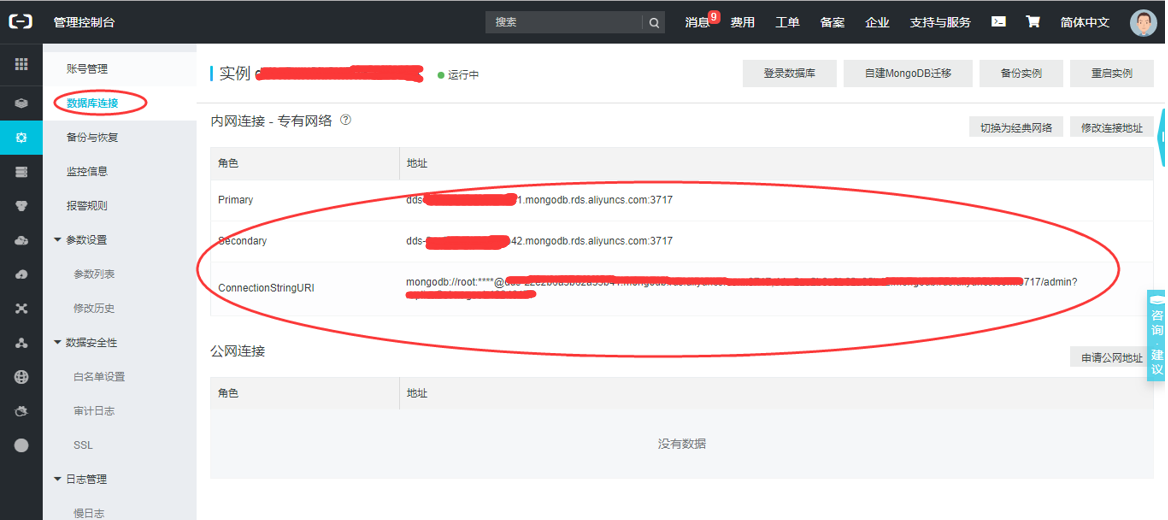 管理控制台
搜索
消息 9
费用
工单
备案
企业
支持与服务
简体中文
账号管理
数据库连接
备份与恢复
监控信息
报警规则
参数设置
参数列表
修改历史
数据安全性
白名单设置
审计日志
SSL
日志管理
慢日志
实例
运行中
登录数据库
自建MongoDB迁移
备份实例
重启实例
内网连接 - 专有网络
切换为经典网络
修改连接地址
角色 地址
Primary dds 1.mongodb.rds.aliyuncs.com:3717
Secondary dds- 42.mongodb.rds.aliyuncs.com:3717
ConnectionStringURI mongodb://root:****@ 717/admin?
公网连接
申请公网地址
角色 地址
没有数据
咨询·建议